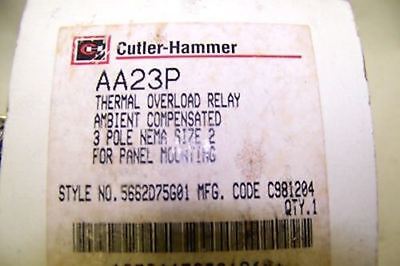 Cutler-Hammer
AA23P
THERMAL OVERLOAD RELAY
AMBIENT COMPENSATED
3 POLE NEMA SIZE 2
FOR PANEL MOUNTING
STYLE NO. 5652D75G01 MFG. CODE C981204
QTY.1